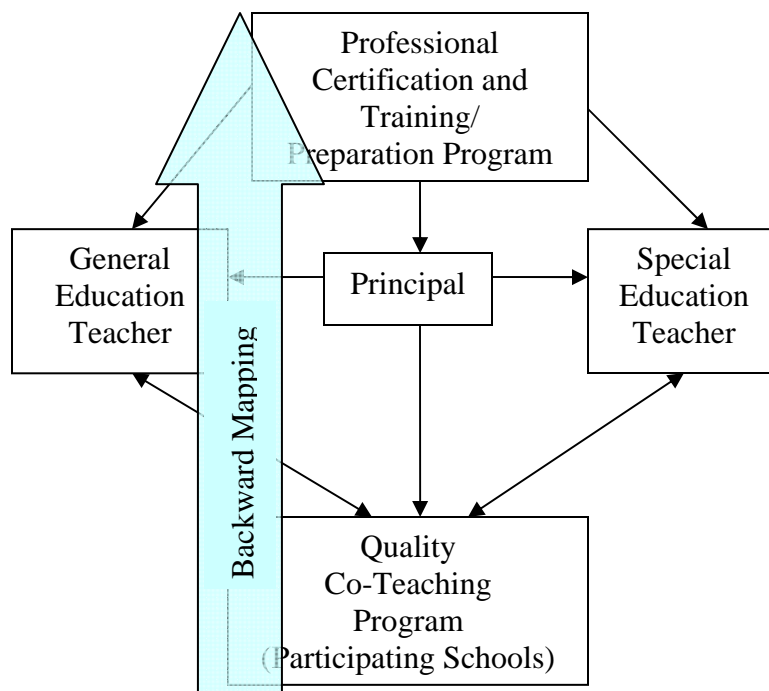 Professional
Certification and
Training/
Preparation Program
General
Education
Teacher
Principal
Special
Education
Teacher
Backward Mapping
Quality
Co-Teaching
Program
(Participating Schools)